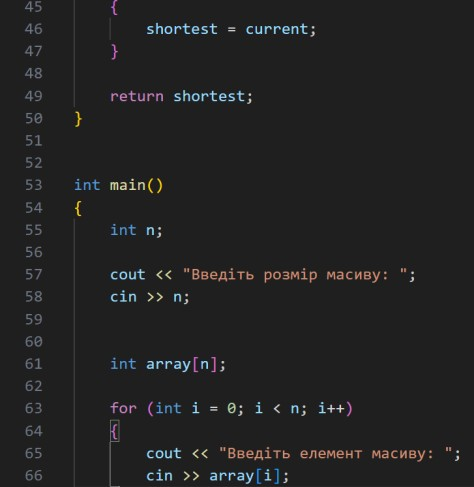 45 {
46 shortest = current;
47 }
48
49 return shortest;
50 }
51
52
53 int main()
54 {
55 int n;
56
57 cout << "Введіть розмір масиву: ";
58 cin >> n;
59
60
61 int array[n];
62
63 for (int i = 0; i < n; i++)
64 {
65 cout << "Введіть елемент масиву: ";
66 cin >> array[i];